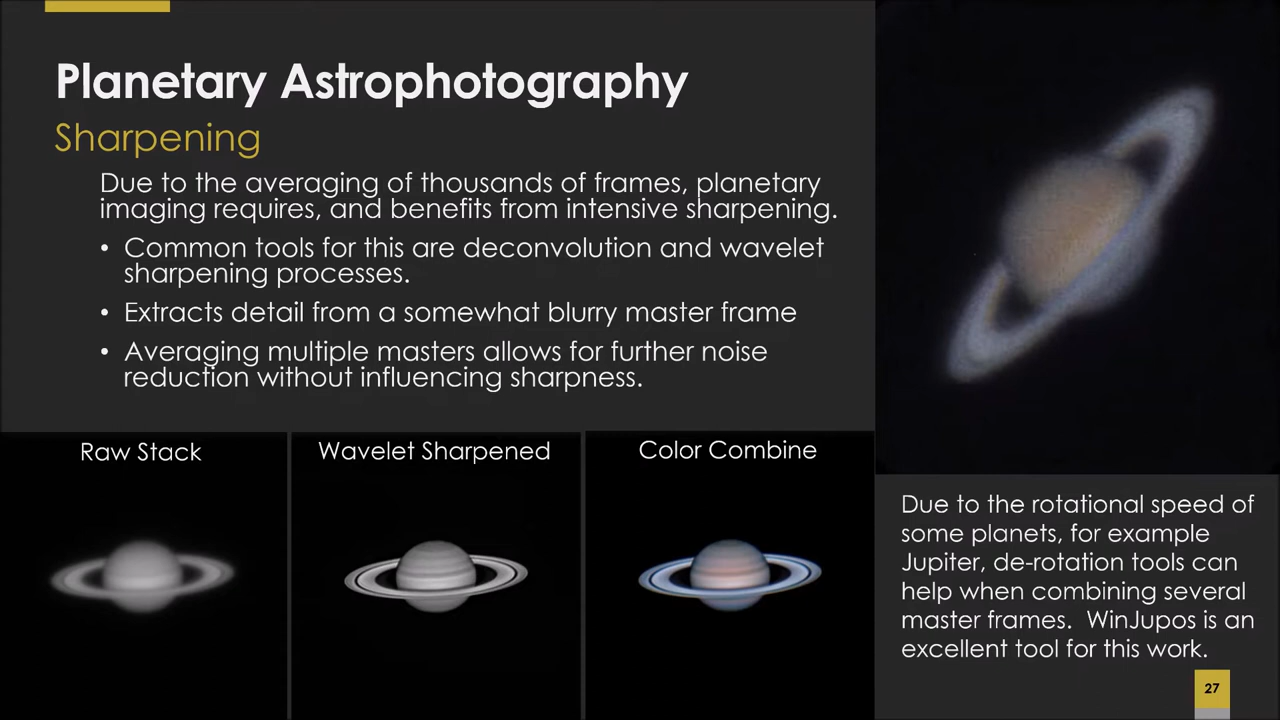 Planetary Astrophotography
Sharpening
Due to the averaging of thousands of frames, planetary
imaging requires, and benefits from intensive sharpening.
• Common tools for this are deconvolution and wavelet
sharpening processes.
• Extracts detail from a somewhat blurry master frame
• Averaging multiple masters allows for further noise
reduction without influencing sharpness.
Raw Stack
Wavelet Sharpened
Color Combine
Due to the rotational speed of
some planets, for example
Jupiter, de-rotation tools can
help when combining several
master frames. WinJupos is an
excellent tool for this work.
27